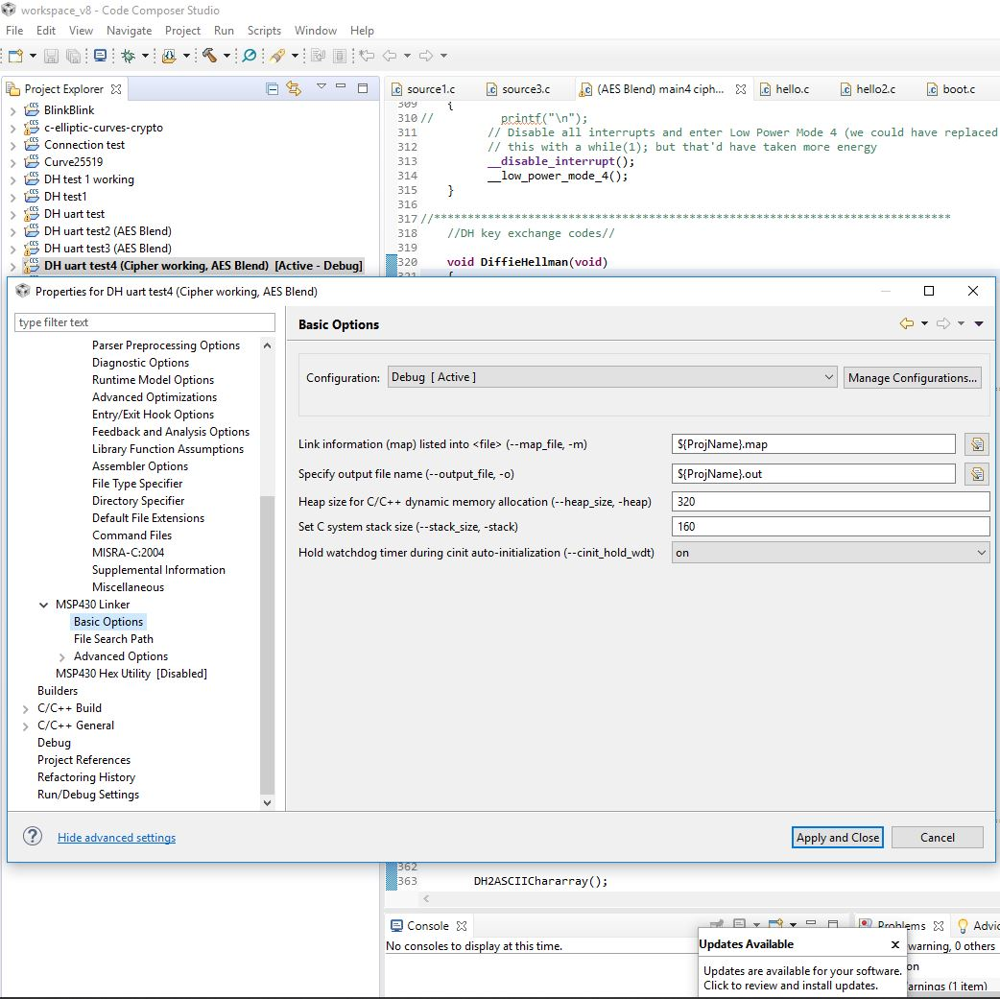 workspace_v8 - Code Composer Studio
File Edit View Navigate Project Run Scripts Window Help
Project Explorer
BlinkBlink
c-elliptic-curves-crypto
Connection test
Curve25519
DH test 1 working
DH test1
DH uart test
DH uart test2 (AES Blend)
DH uart test3 (AES Blend)
DH uart test4 (Cipher working, AES Blend) [Active - Debug]
source1.c source3.c (AES Blend) main4 ciph... hello.c hello2.c boot.c
309 {
310 // printf("\n");
311 // Disable all interrupts and enter Low Power Mode 4 (we could have replaced
312 // this with a while(1); but that'd have taken more energy
313 __disable_interrupt();
314 __low_power_mode_4();
315 }
316
317 //*****************************************************************************
318 //DH key exchange codes//
319
320 void DiffieHellman(void)
321 {
Properties for DH uart test4 (Cipher working, AES Blend)
type filter text
Parser Preprocessing Options
Diagnostic Options
Runtime Model Options
Advanced Optimizations
Entry/Exit Hook Options
Feedback and Analysis Options
Library Function Assumptions
Assembler Options
File Type Specifier
Directory Specifier
Default File Extensions
Command Files
MISRA-C:2004
Supplemental Information
Miscellaneous
MSP430 Linker
Basic Options
File Search Path
Advanced Options
MSP430 Hex Utility [Disabled]
Builders
C/C++ Build
C/C++ General
Debug
Project References
Refactoring History
Run/Debug Settings
Basic Options
Configuration: Debug [ Active ] Manage Configurations...
Link information (map) listed into <file> (--map_file, -m) ${ProjName}.map
Specify output file name (--output_file, -o) ${ProjName}.out
Heap size for C/C++ dynamic memory allocation (--heap_size, -heap) 320
Set C system stack size (--stack_size, -stack) 160
Hold watchdog timer during cinit auto-initialization (--cinit_hold_wdt) on
? Hide advanced settings Apply and Close Cancel
362
363 DH2ASCIIChararray();
Console
No consoles to display at this time.
Problems Advic
warning, 0 others
on
arnings (1 item)
Updates Available
Updates are available for your software.
Click to review and install updates.